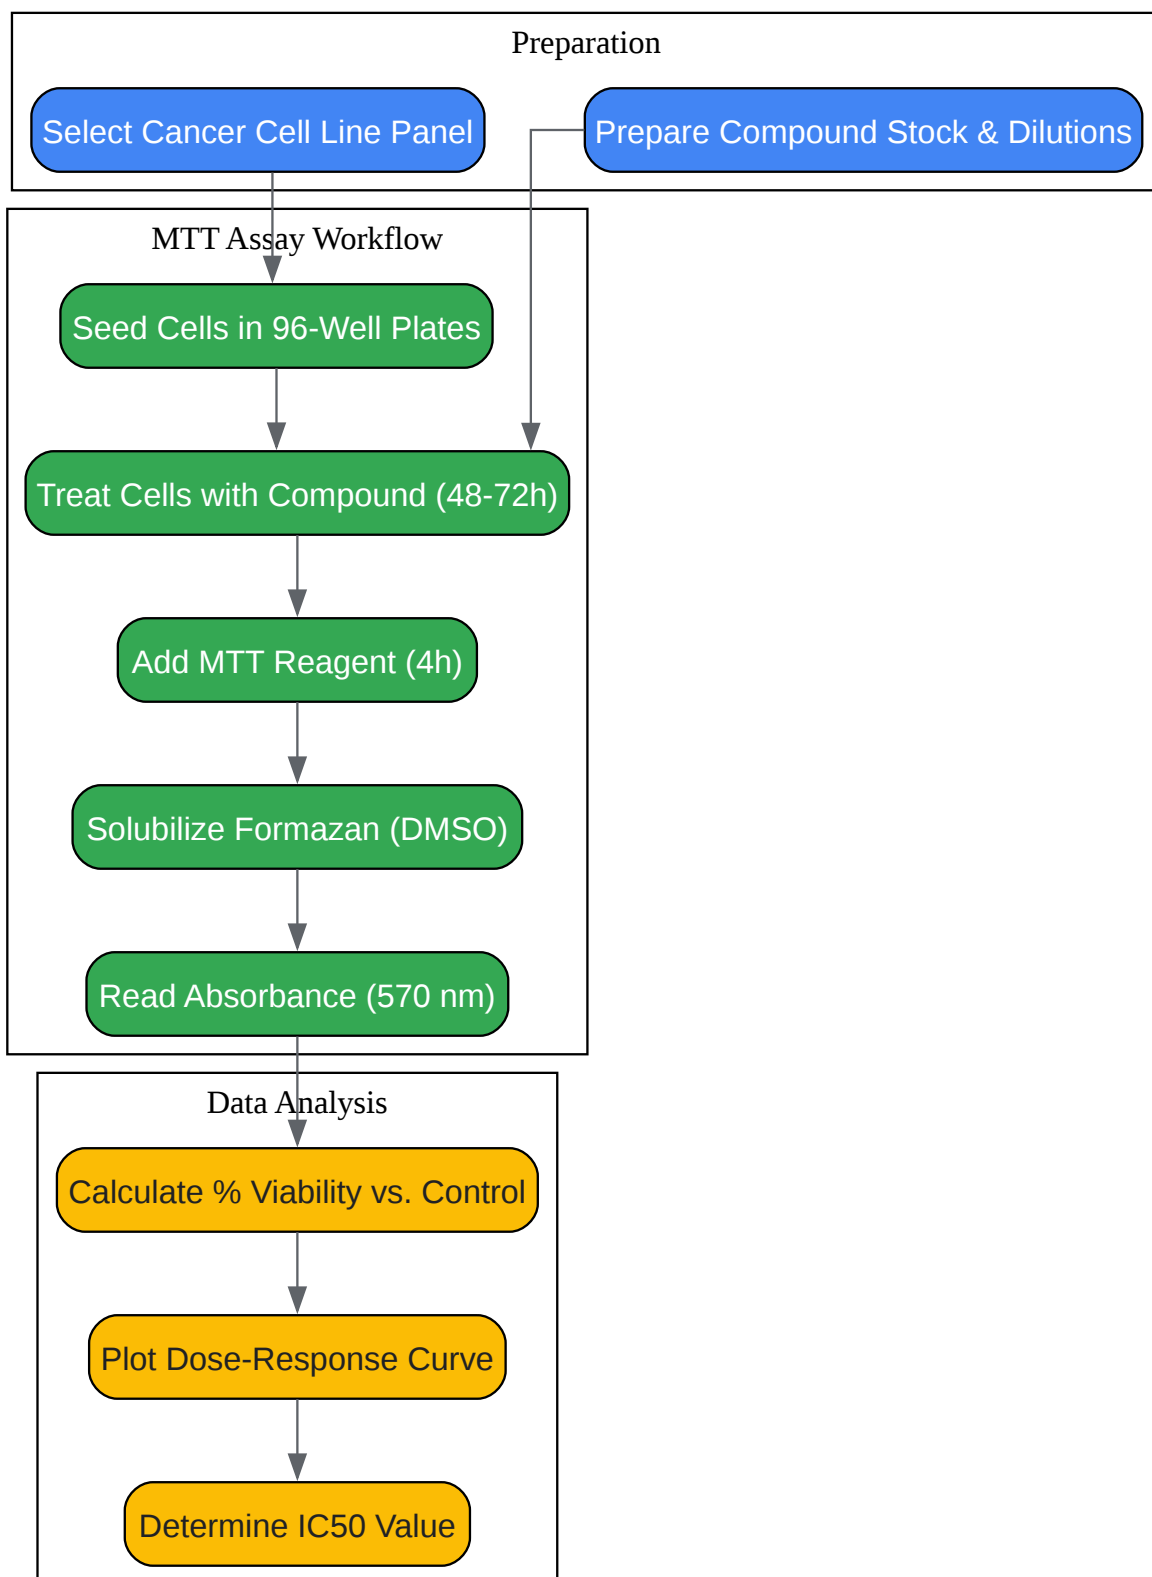 Preparation
Select Cancer Cell Line Panel
Prepare Compound Stock & Dilutions
MTT Assay Workflow
Seed Cells in 96-Well Plates
Treat Cells with Compound (48-72h)
Add MTT Reagent (4h)
Solubilize Formazan (DMSO)
Read Absorbance (570 nm)
Data Analysis
Calculate % Viability vs. Control
Plot Dose-Response Curve
Determine IC50 Value